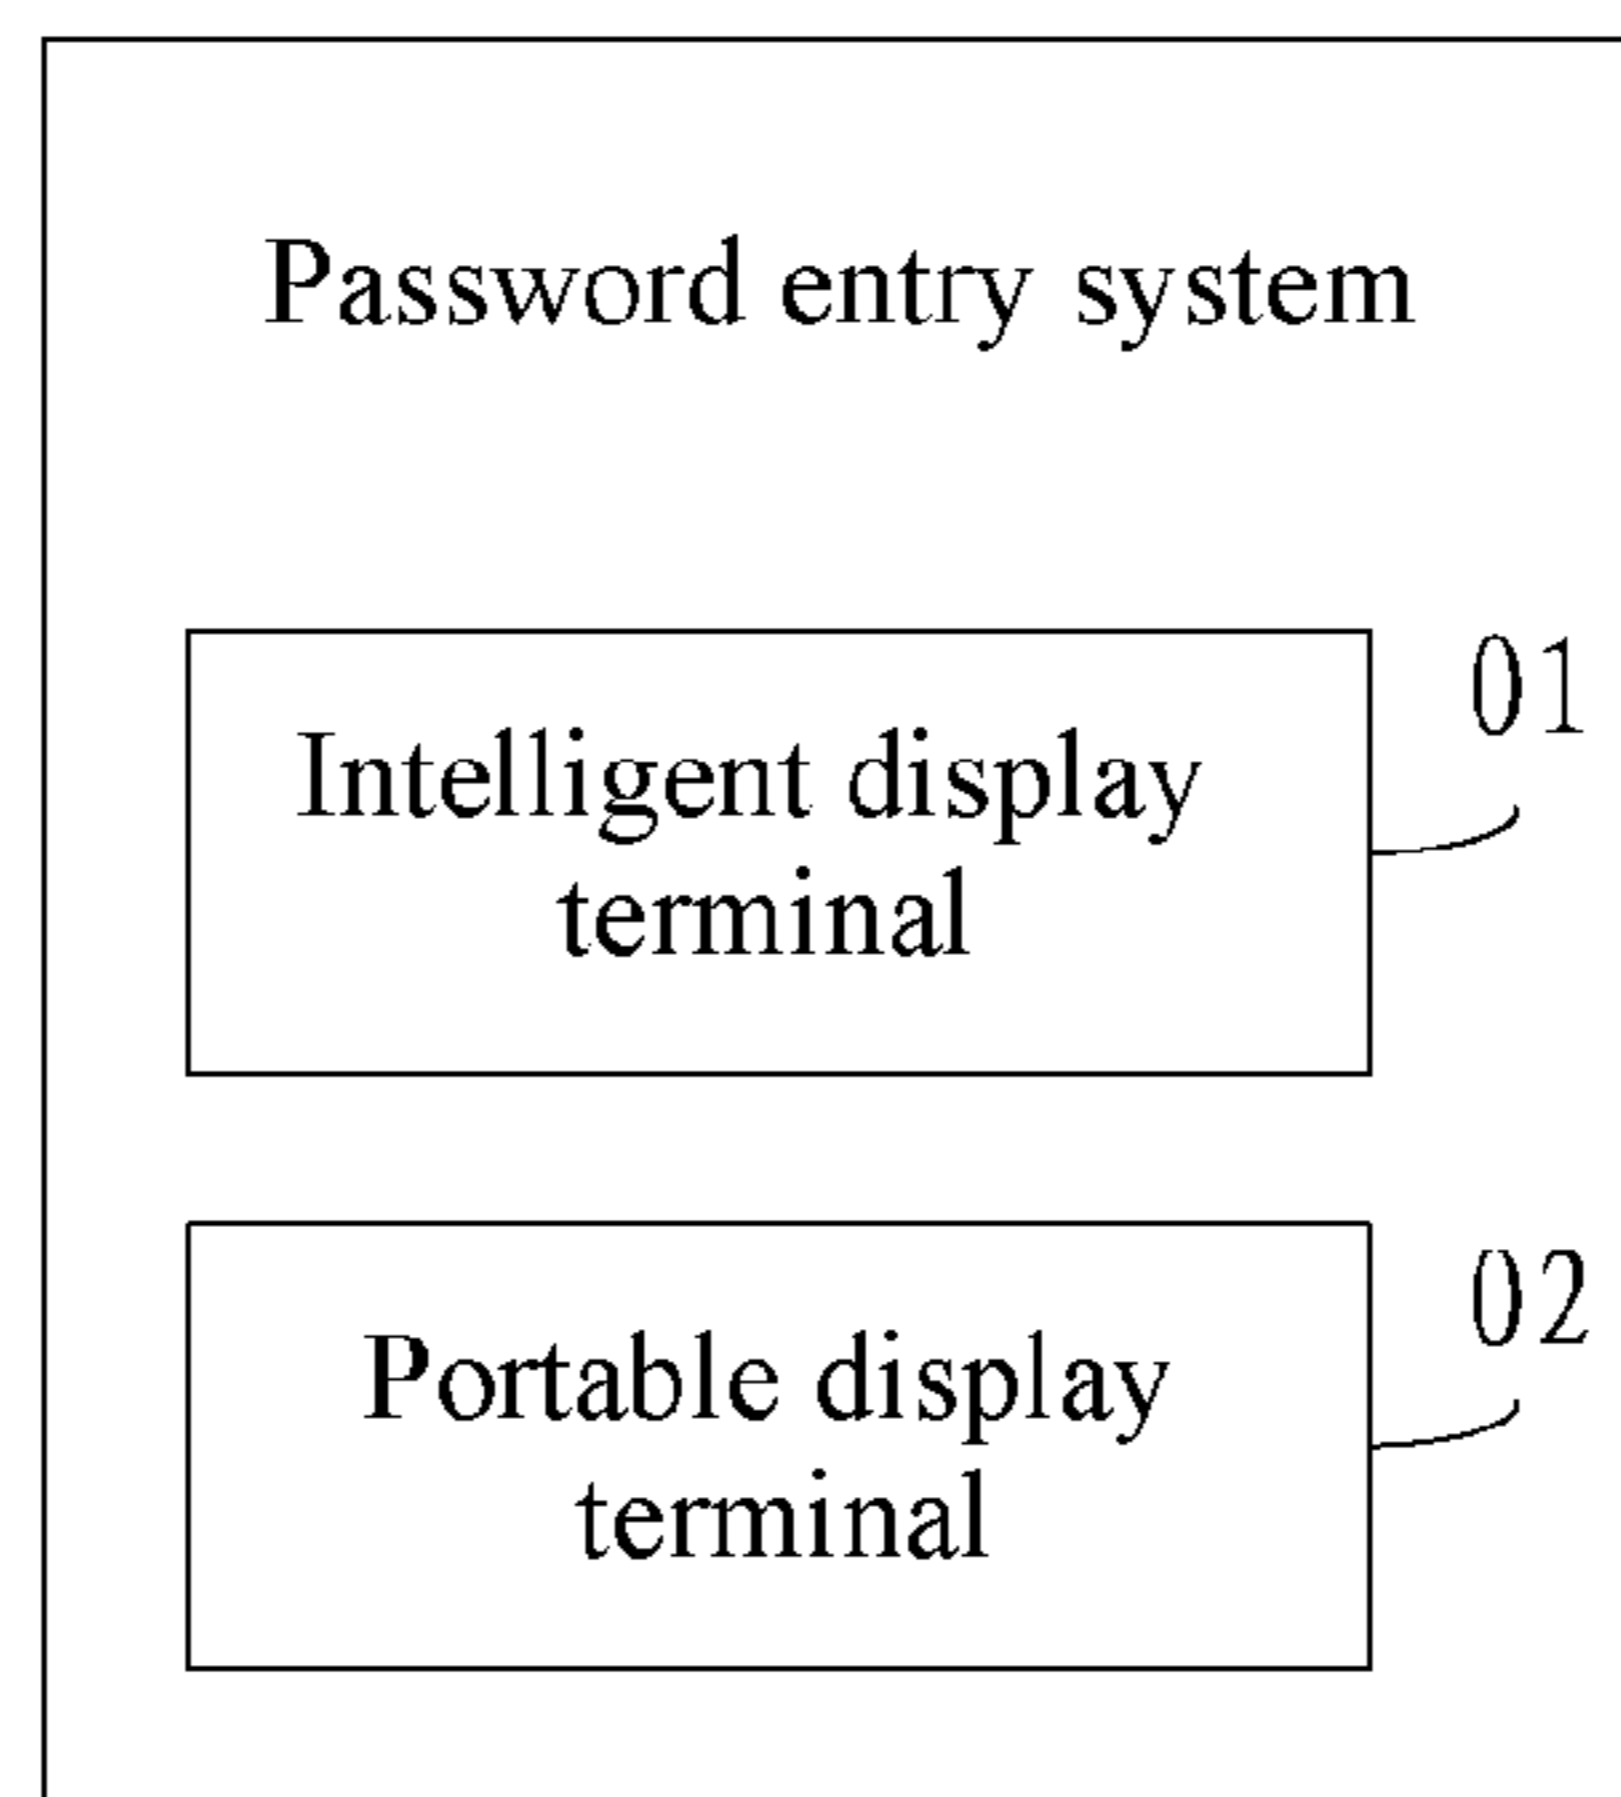 Password entry system
01
Intelligent display
terminal
02
Portable display
terminal